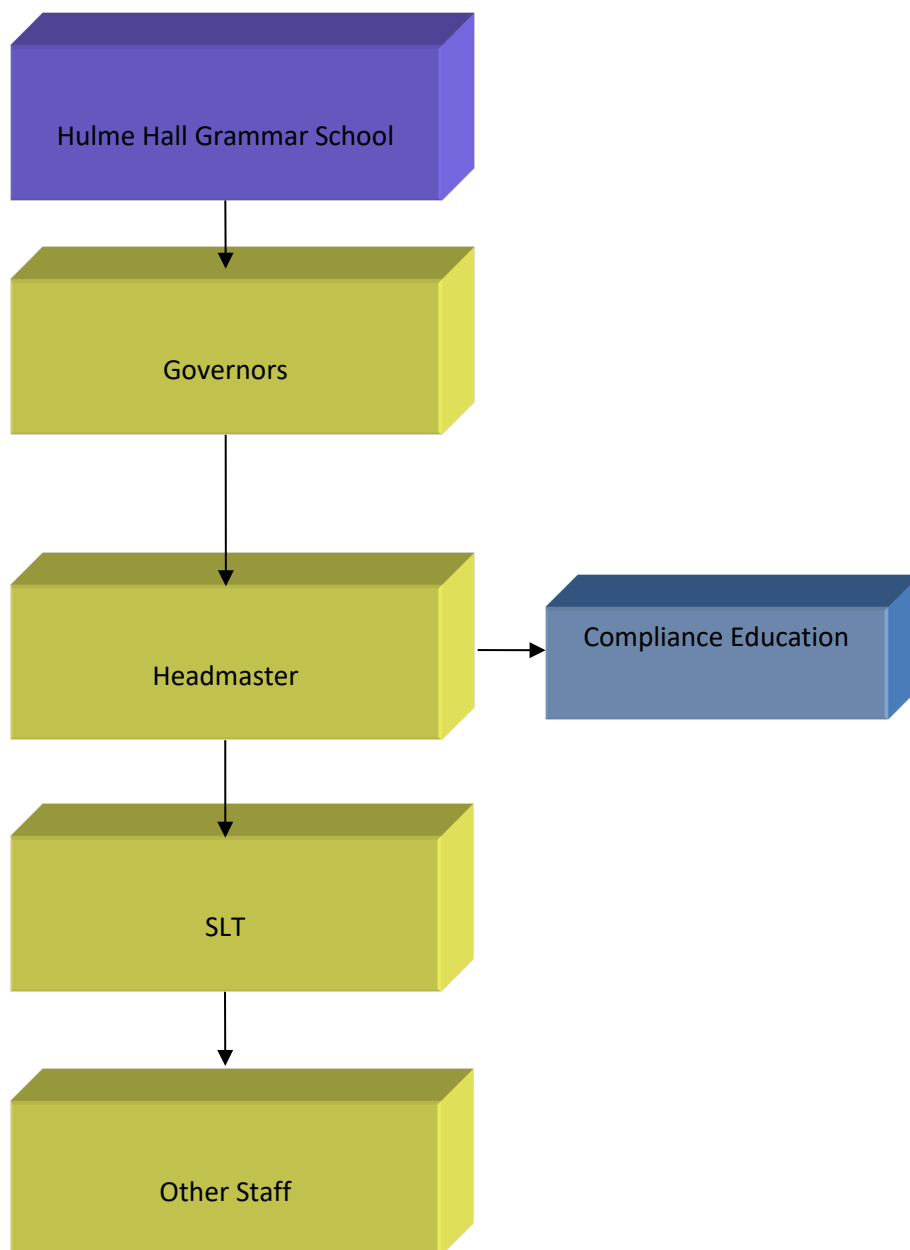 Hulme Hall Grammar School
Governors
Headmaster
Compliance Education
SLT
Other Staff